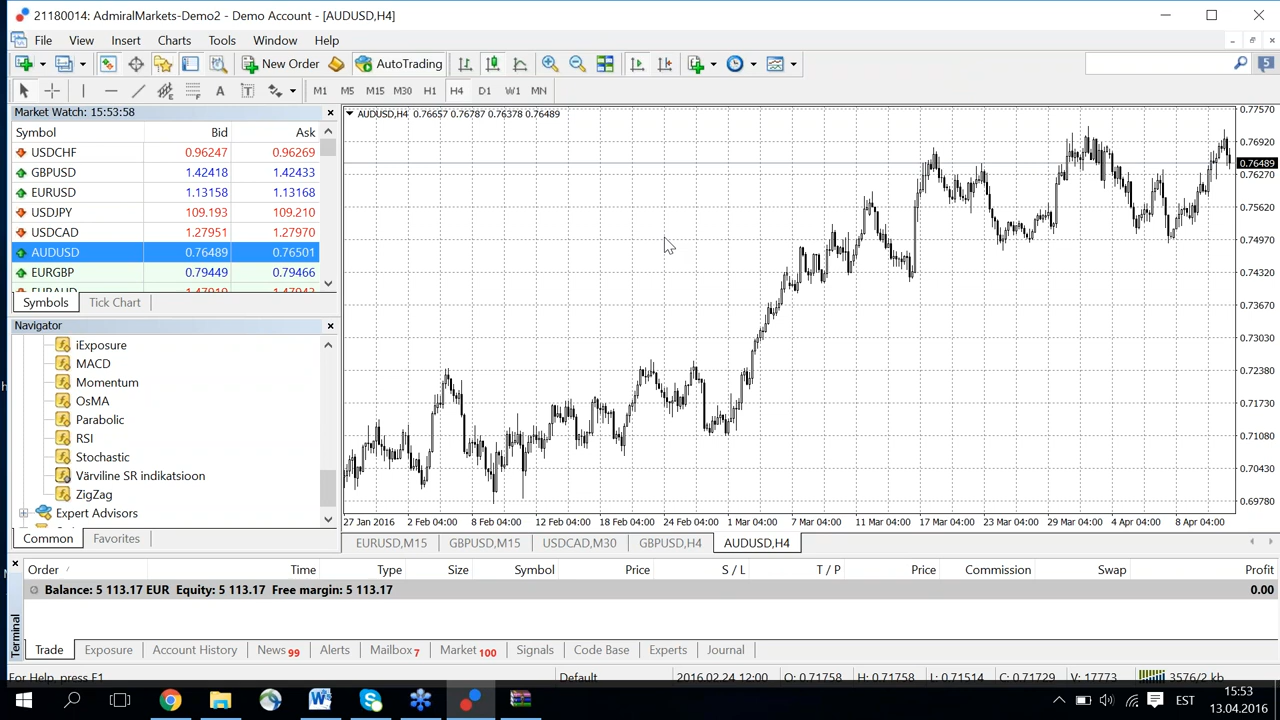 21180014: AdmiralMarkets-Demo2 - Demo Account - [AUDUSD,H4]
File View Insert Charts Tools Window Help
New Order AutoTrading 5
A T M1 M5 M15 M30 H1 H4 D1 W1 MN
Market Watch: 15:53:58
Symbol Bid Ask
USDCHF 0.96247 0.96269
GBPUSD 1.42418 1.42433
EURUSD 1.13158 1.13168
USDJPY 109.193 109.210
USDCAD 1.27951 1.27970
AUDUSD 0.76489 0.76501
EURGBP 0.79449 0.79466
EURAUD 1.47919
Symbols Tick Chart
Navigator
iExposure
MACD
Momentum
OsMA
Parabolic
RSI
Stochastic
Värviline SR indikatsioon
ZigZag
Expert Advisors
Common Favorites
AUDUSD,H4 0.76657 0.76787 0.76378 0.76489
0.77570
0.76920
0.76489
0.76270
0.75620
0.74970
0.74320
0.73670
0.73030
0.72380
0.71730
0.71080
0.70430
0.69780
27 Jan 2016 2 Feb 04:00 8 Feb 04:00 12 Feb 04:00 18 Feb 04:00 24 Feb 04:00 1 Mar 04:00 7 Mar 04:00 11 Mar 04:00 17 Mar 04:00 23 Mar 04:00 29 Mar 04:00 4 Apr 04:00 8 Apr 04:00
EURUSD,M15 GBPUSD,M15 USDCAD,M30 GBPUSD,H4 AUDUSD,H4
Order / Time Type Size Symbol Price S / L T / P Price Commission Swap Profit
Balance: 5 113.17 EUR Equity: 5 113.17 Free margin: 5 113.17 0.00
Terminal
Trade Exposure Account History News 99 Alerts Mailbox 7 Market 100 Signals Code Base Experts Journal
For Help, press F1 Default 2016.02.24 12:00 O: 0.71758 H: 0.71758 L: 0.71514 C: 0.71729 V: 17773 3576/2 kb
EST 15:53
13.04.2016